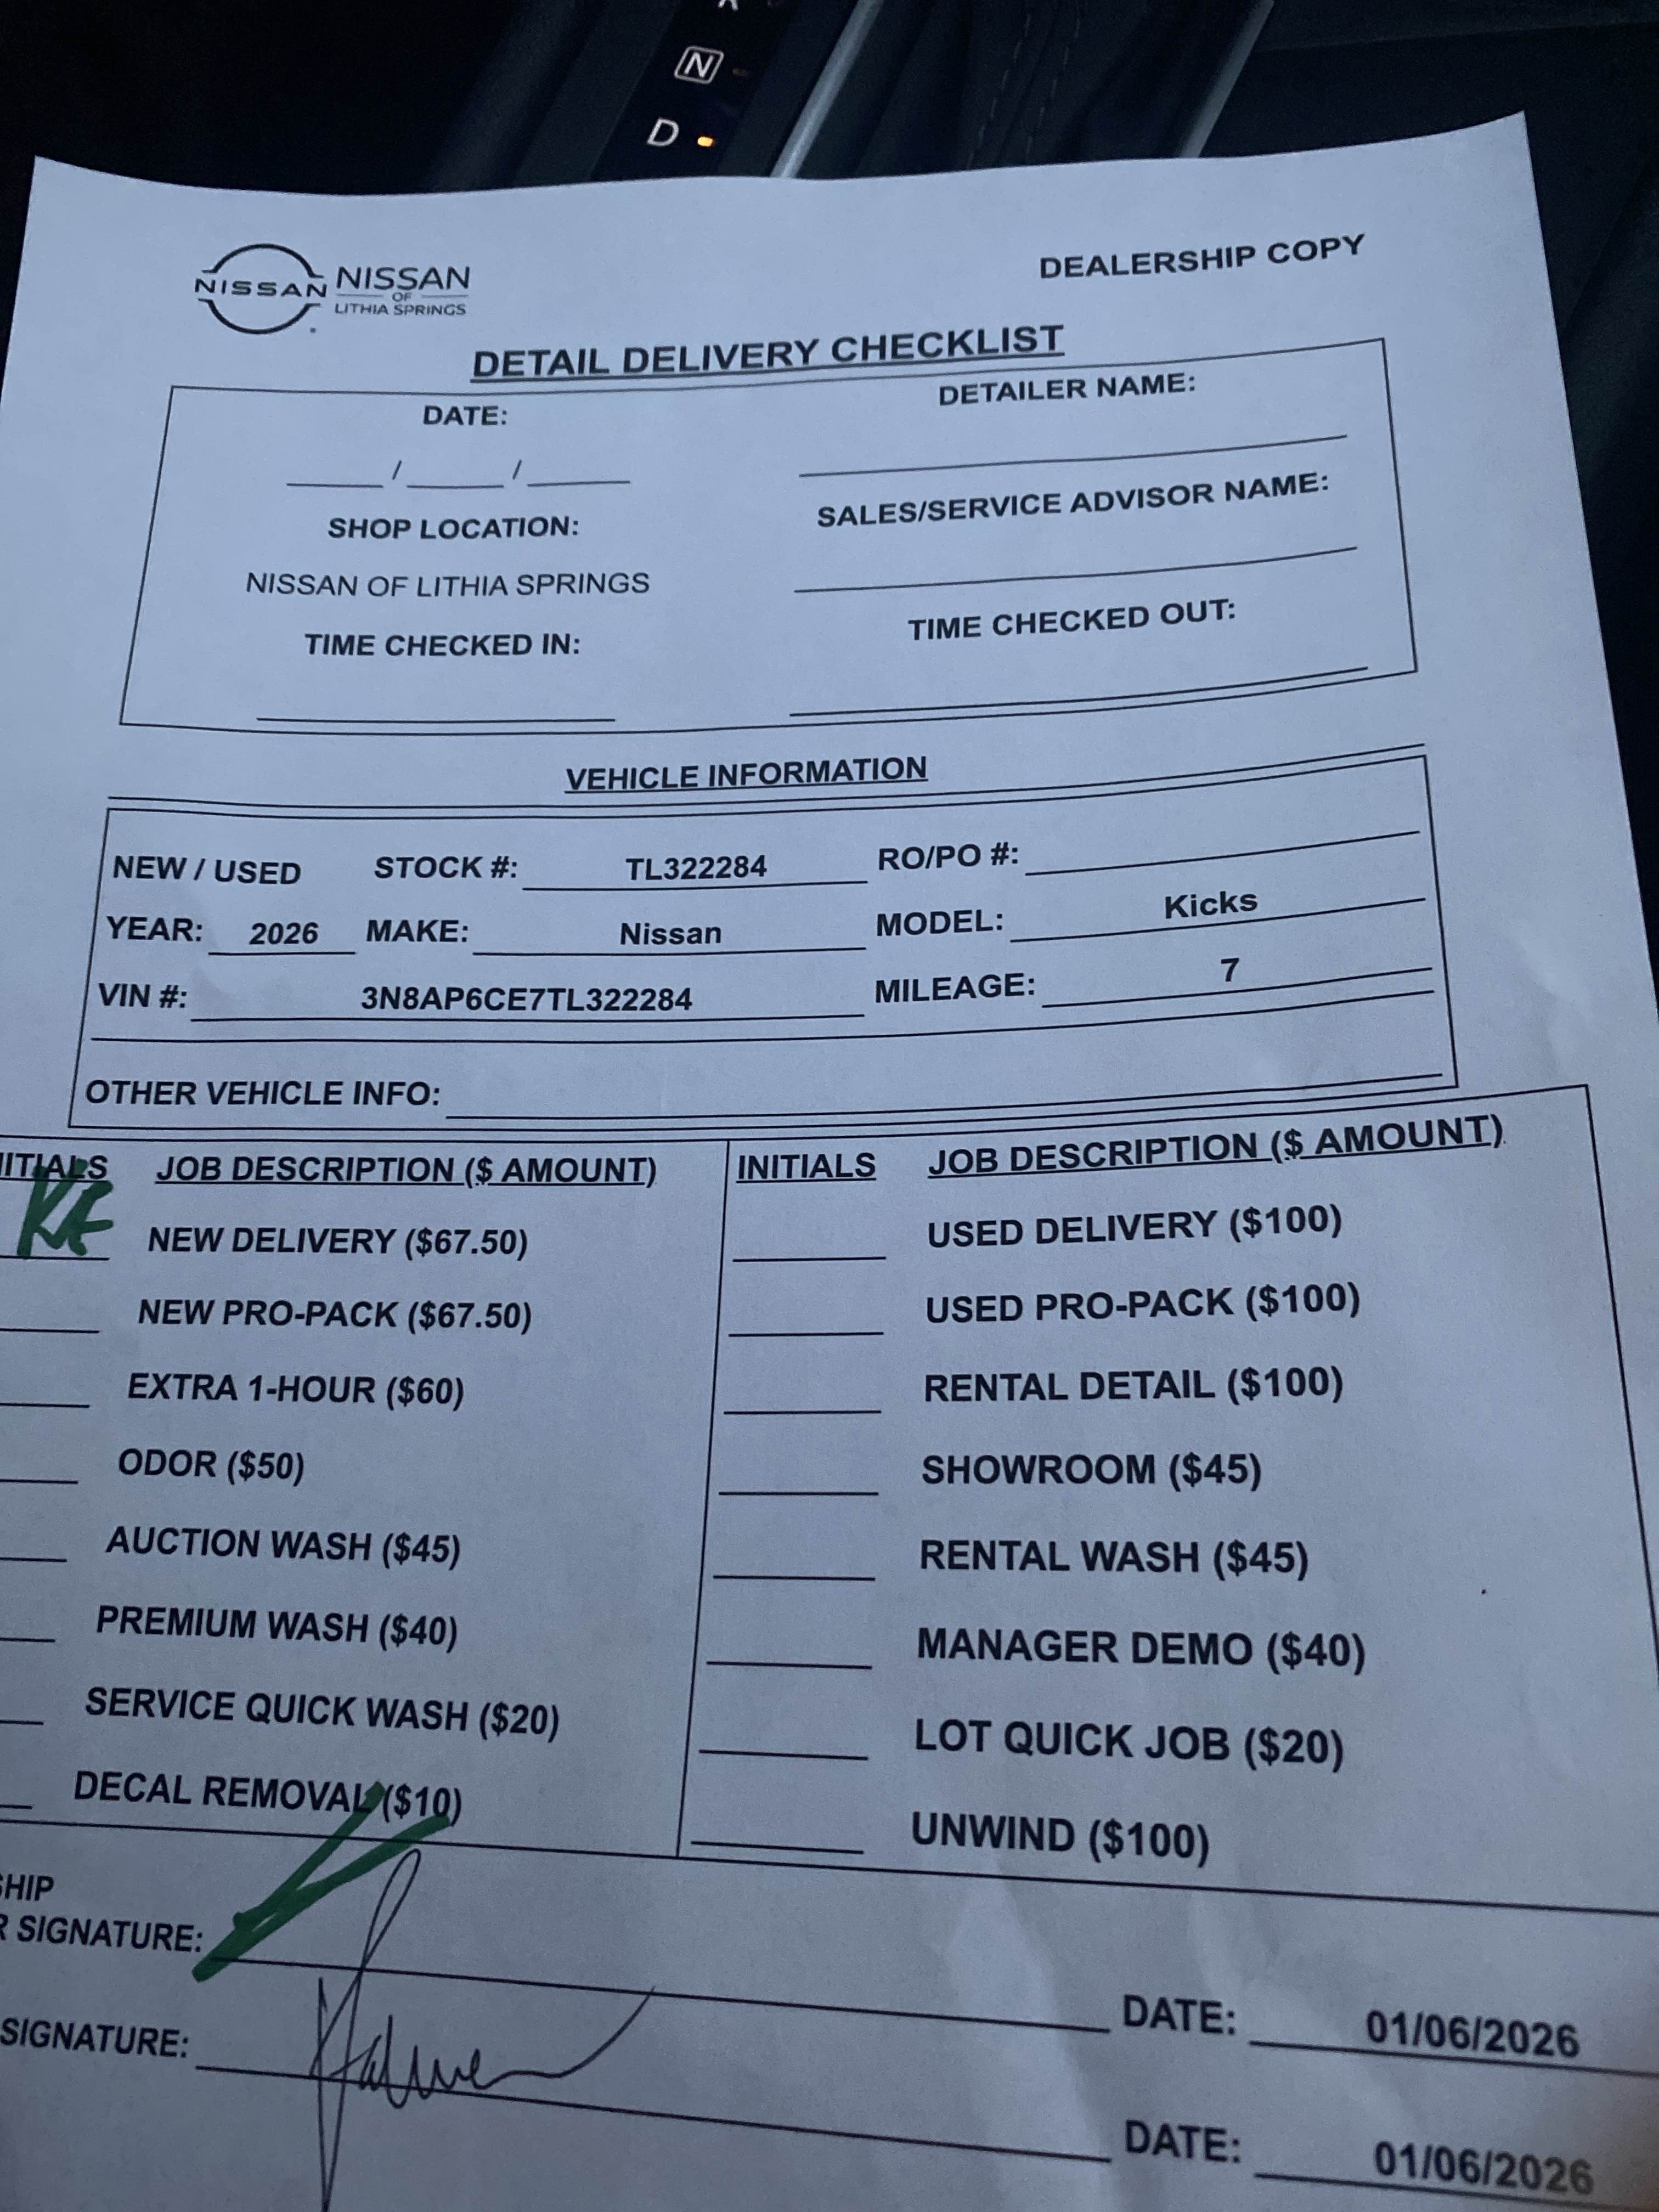 N
D
DEALERSHIP COPY
NISSAN NISSAN
OF
LITHIA SPRINGS
DETAIL DELIVERY CHECKLIST
DATE: DETAILER NAME:
____/____/____
SHOP LOCATION: SALES/SERVICE ADVISOR NAME:
NISSAN OF LITHIA SPRINGS
TIME CHECKED IN: TIME CHECKED OUT:
VEHICLE INFORMATION
NEW / USED STOCK #: TL322284 RO/PO #:
YEAR: 2026 MAKE: Nissan MODEL: Kicks
VIN #: 3N8AP6CE7TL322284 MILEAGE: 7
OTHER VEHICLE INFO:
ITIALS JOB DESCRIPTION ($ AMOUNT) INITIALS JOB DESCRIPTION ($ AMOUNT)
NEW DELIVERY ($67.50) USED DELIVERY ($100)
NEW PRO-PACK ($67.50) USED PRO-PACK ($100)
EXTRA 1-HOUR ($60) RENTAL DETAIL ($100)
ODOR ($50) SHOWROOM ($45)
AUCTION WASH ($45) RENTAL WASH ($45)
PREMIUM WASH ($40) MANAGER DEMO ($40)
SERVICE QUICK WASH ($20) LOT QUICK JOB ($20)
DECAL REMOVAL ($10) UNWIND ($100)
SHIP
R SIGNATURE: DATE: 01/06/2026
SIGNATURE: DATE: 01/06/2026